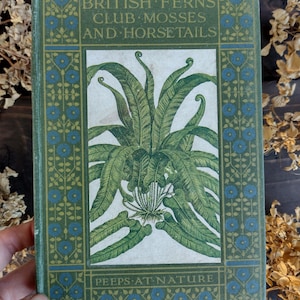 BRITISH · FERNS
CLUB · MOSSES
AND · HORSETAILS
PEEPS · AT · NATURE